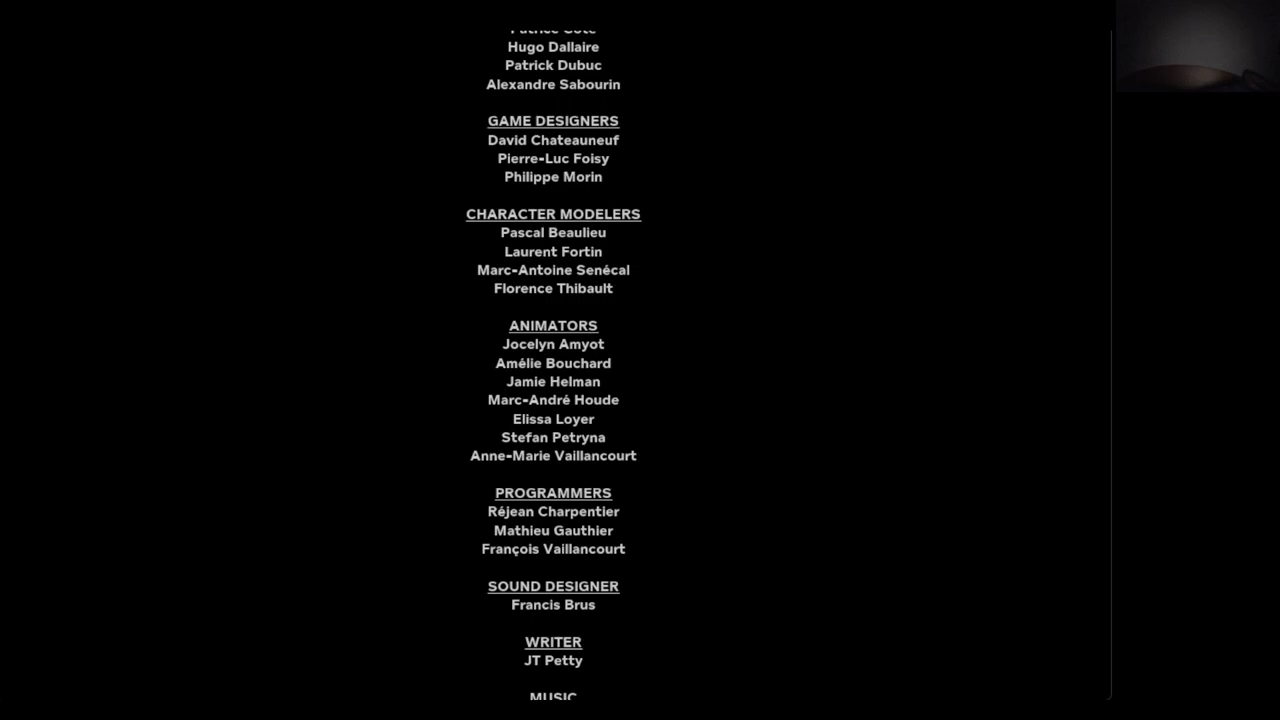 Hugo Dallaire
Patrick Dubuc
Alexandre Sabourin
GAME DESIGNERS
David Chateauneuf
Pierre-Luc Foisy
Philippe Morin
CHARACTER MODELERS
Pascal Beaulieu
Laurent Fortin
Marc-Antoine Senécal
Florence Thibault
ANIMATORS
Jocelyn Amyot
Amélie Bouchard
Jamie Helman
Marc-André Houde
Elissa Loyer
Stefan Petryna
Anne-Marie Vaillancourt
PROGRAMMERS
Réjean Charpentier
Mathieu Gauthier
François Vaillancourt
SOUND DESIGNER
Francis Brus
WRITER
JT Petty
MUSIC